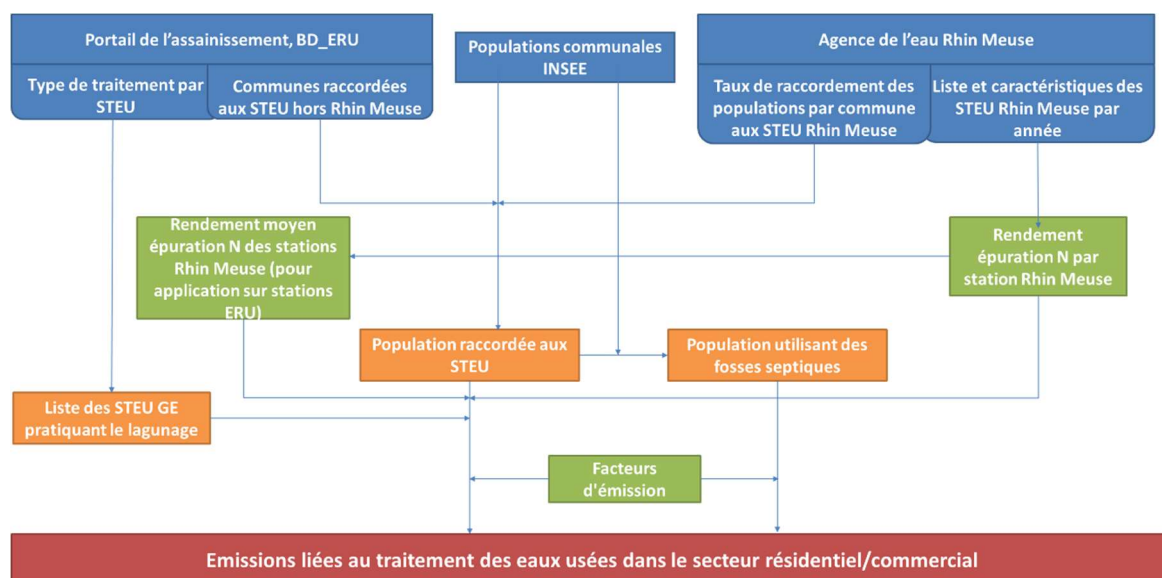 Portail de l'assainissement, BD_ERU
Type de traitement par
STEU
Communes raccordées
aux STEU hors Rhin Meuse
Populations communales
INSEE
Agence de l'eau Rhin Meuse
Taux de raccordement des
populations par commune
aux STEU Rhin Meuse
Liste et caractéristiques des
STEU Rhin Meuse par
année
Rendement moyen
épuration N des stations
Rhin Meuse (pour
application sur stations
ERU)
Rendement
épuration N par
station Rhin Meuse
Population raccordée aux
STEU
Population utilisant des
fosses septiques
Liste des STEU GE
pratiquant le lagunage
Facteurs
d'émission
Emissions liées au traitement des eaux usées dans le secteur résidentiel/commercial